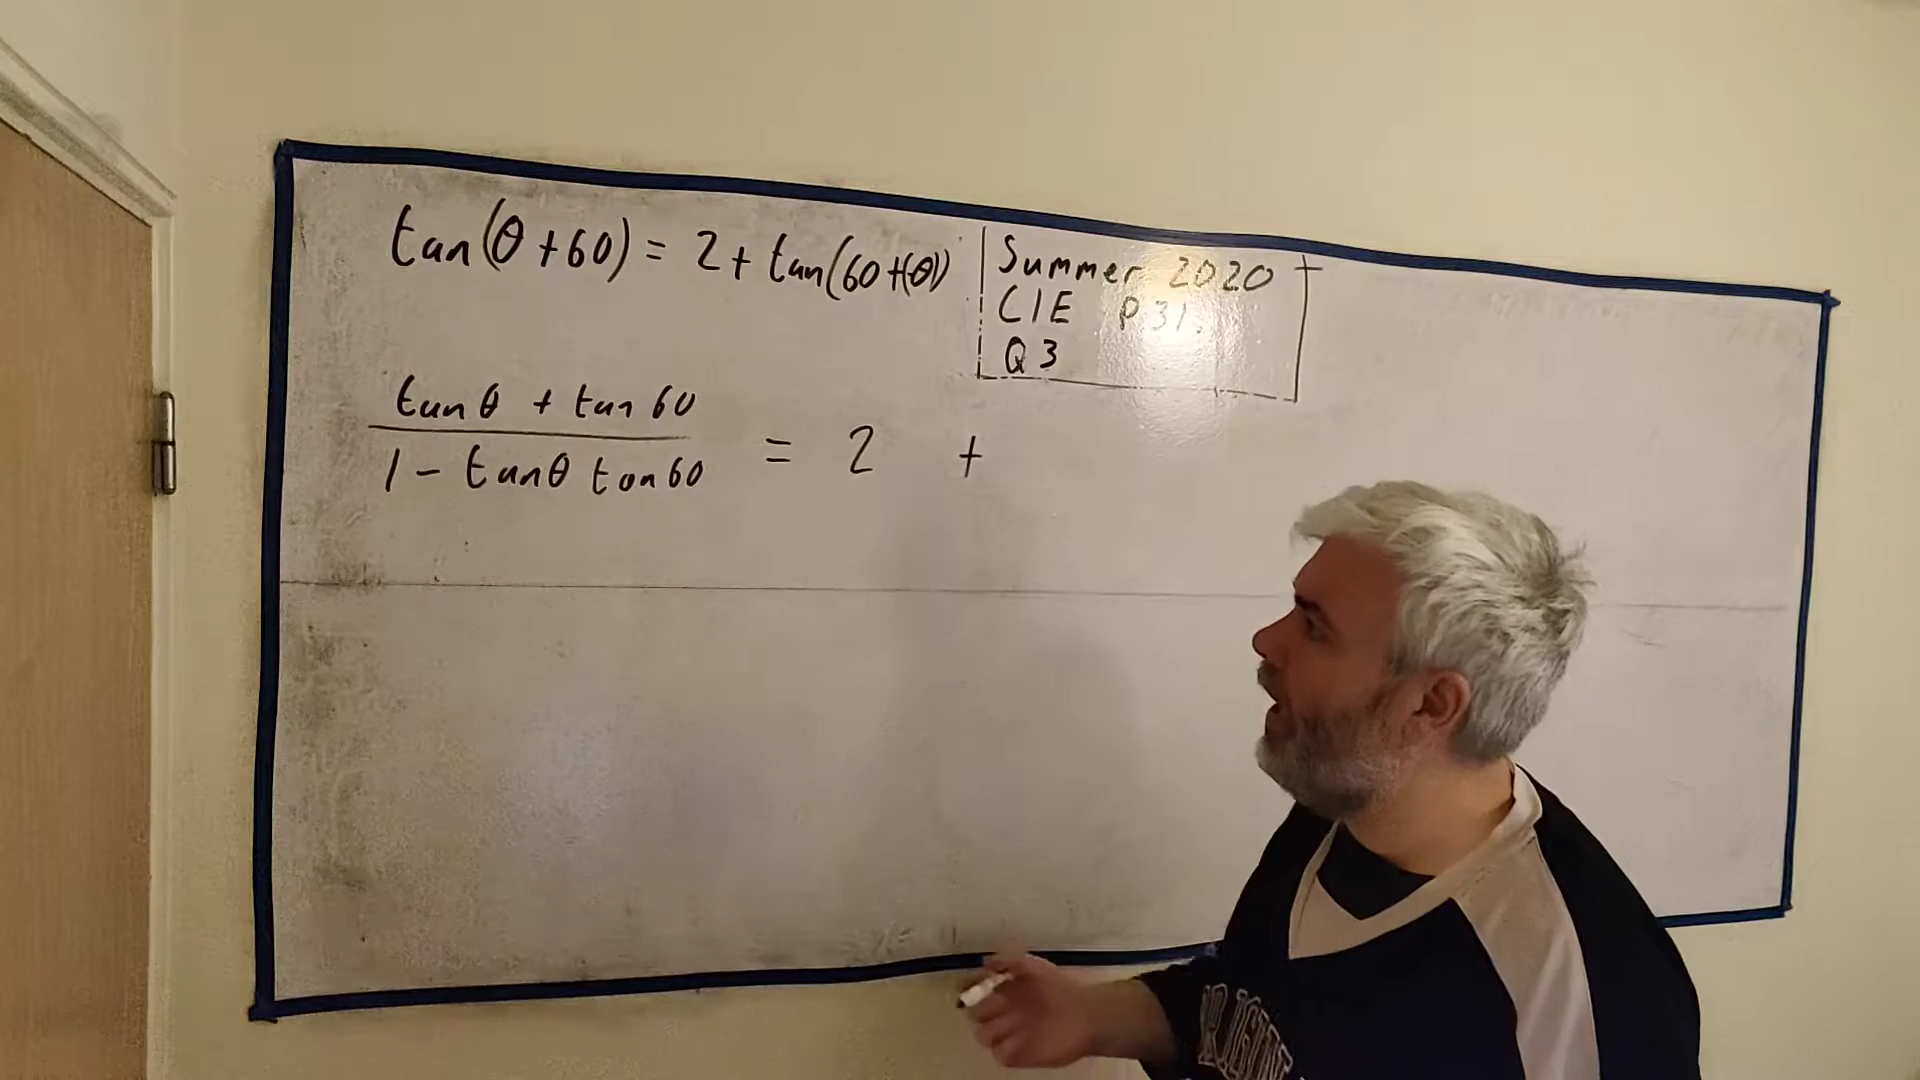 tan(θ+60) = 2 + tan(60+(θ))
Summer 2020
CIE P31.
Q3
tanθ + tan60
1 - tanθ tan60
= 2 +